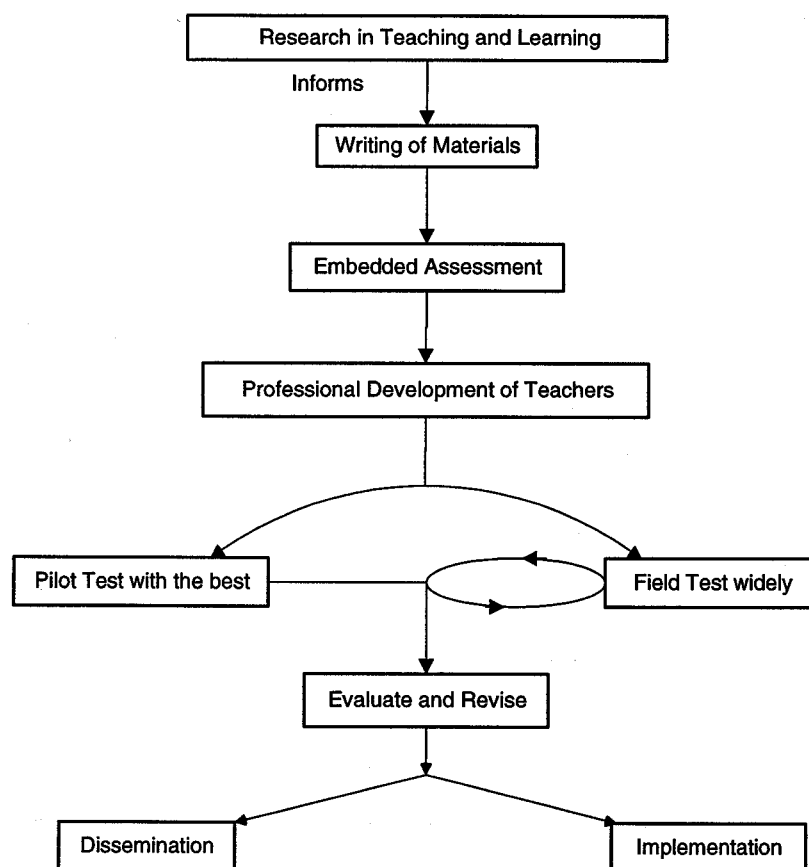 Research in Teaching and Learning
Informs
Writing of Materials
Embedded Assessment
Professional Development of Teachers
Pilot Test with the best
Field Test widely
Evaluate and Revise
Dissemination
Implementation